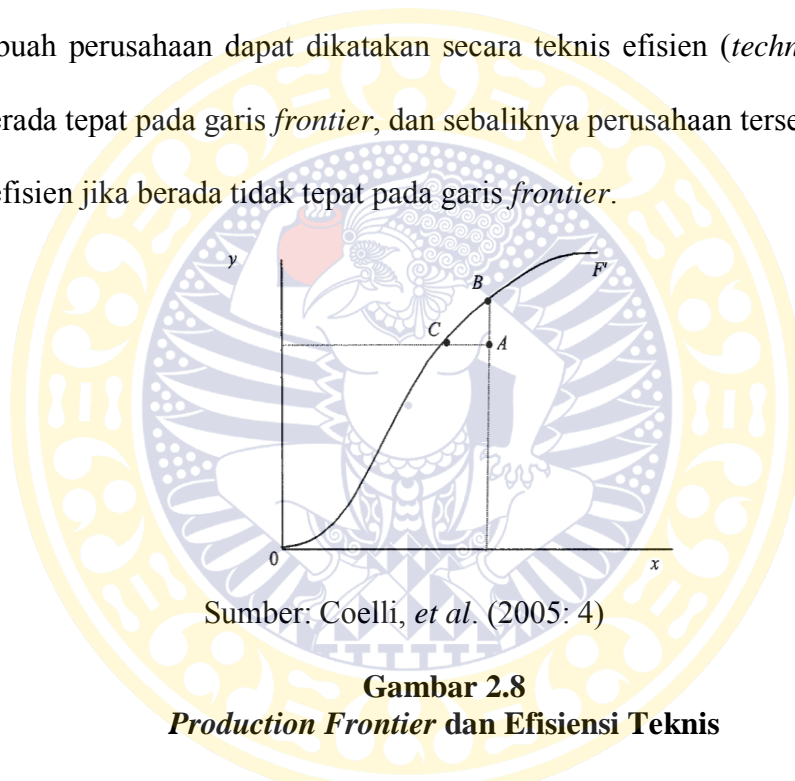 buah perusahaan dapat dikatakan secara teknis efisien (techn
rada tepat pada garis frontier, dan sebaliknya perusahaan terse
efisien jika berada tidak tepat pada garis frontier.
y
F'
B
C
A
0
x
Sumber: Coelli, et al. (2005: 4)
Gambar 2.8
Production Frontier dan Efisiensi Teknis